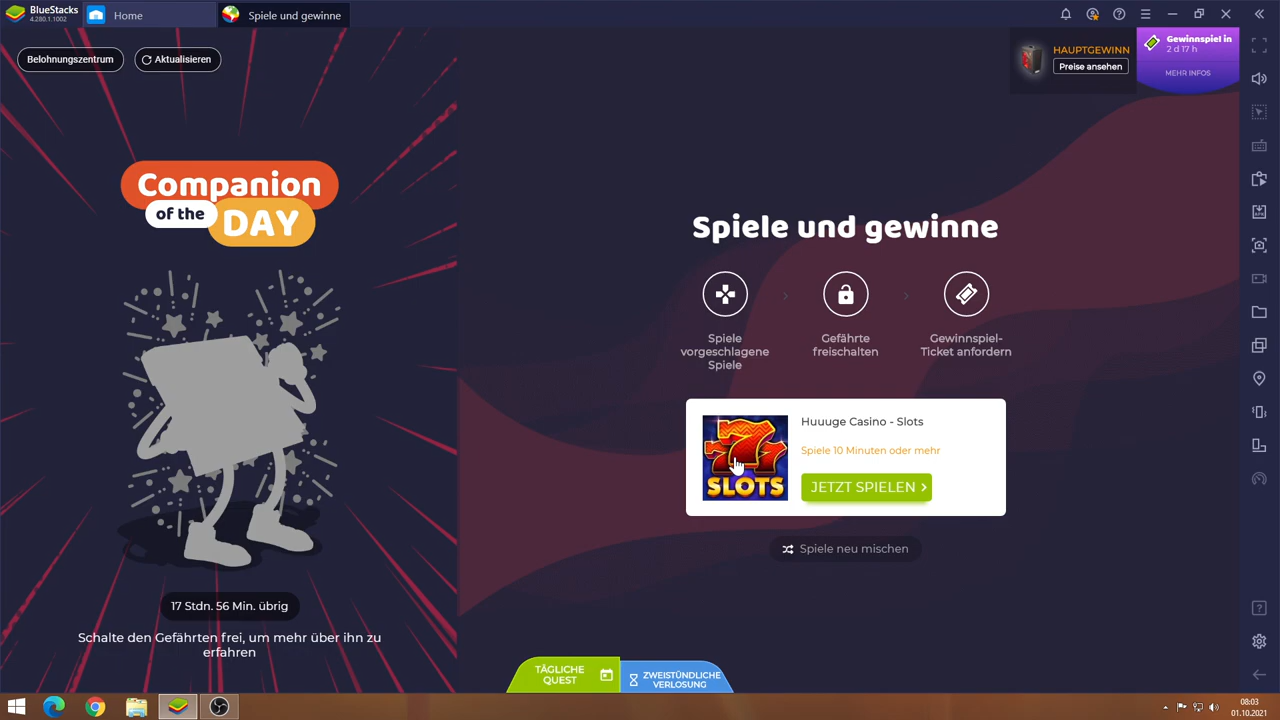 BlueStacks
4.280.1.1002
Home
Spiele und gewinne
Belohnungszentrum
Aktualisieren
HAUPTGEWINN
Preise ansehen
Gewinnspiel in
2 d 17 h
MEHR INFOS
Companion
of the
DAY
17 Stdn. 56 Min. übrig
Schalte den Gefährten frei, um mehr über ihn zu
erfahren
Spiele und gewinne
Spiele
vorgeschlagene
Spiele
Gefährte
freischalten
Gewinnspiel-
Ticket anfordern
777
SLOTS
Huuuge Casino - Slots
Spiele 10 Minuten oder mehr
JETZT SPIELEN
Spiele neu mischen
TÄGLICHE
QUEST
ZWEISTÜNDLICHE
VERLOSUNG
08:03
01.10.2021